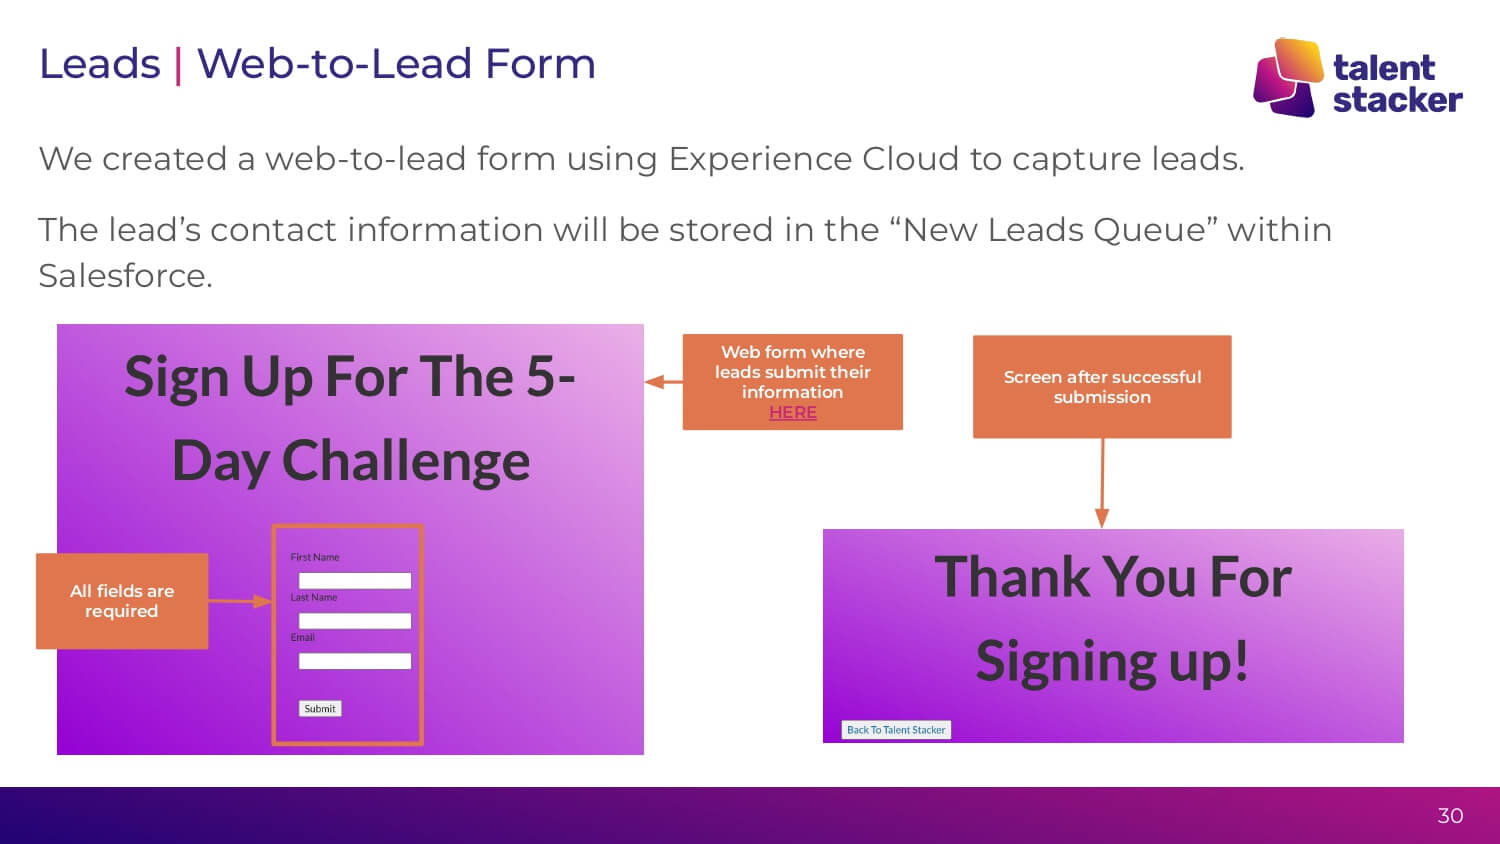 Leads | Web-to-Lead Form
talent
stacker
We created a web-to-lead form using Experience Cloud to capture leads.
The lead’s contact information will be stored in the “New Leads Queue” within
Salesforce.
Sign Up For The 5-
Day Challenge
Web form where
leads submit their
information
HERE
Screen after successful
submission
All fields are
required
First Name
Last Name
Email
Submit
Thank You For
Signing up!
Back To Talent Stacker
30